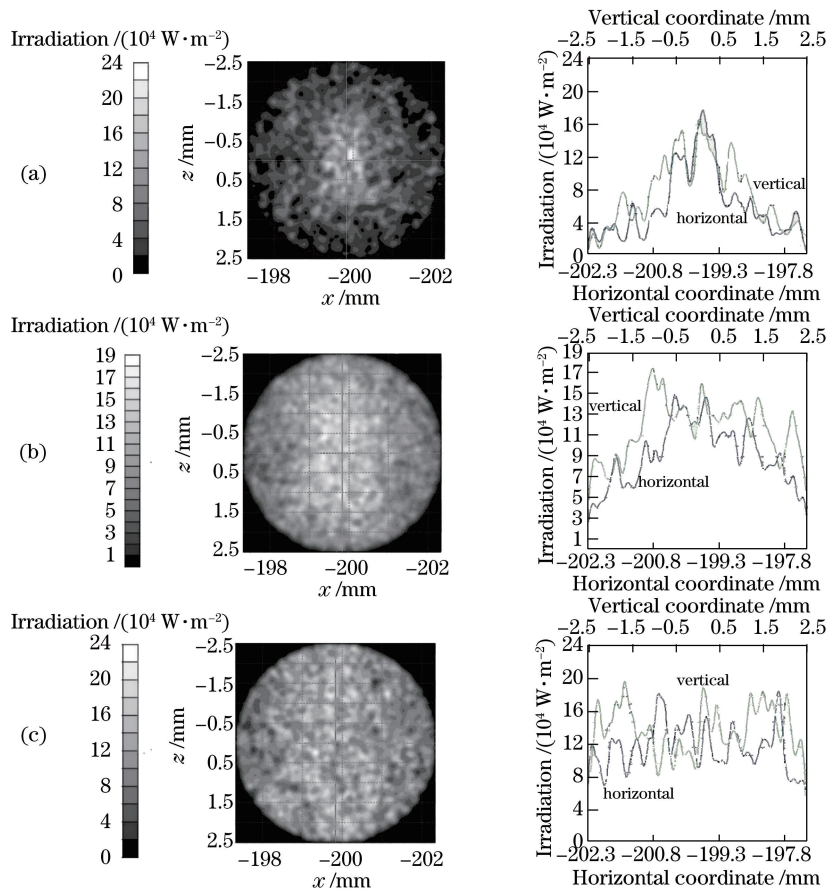 Irradiation /(10⁴ W·m⁻²)
24
20
16
12
8
4
0
(a)
−2.5
−1.5
−0.5
0.5
1.5
2.5
z /mm
−198 −200 −202
x /mm
Vertical coordinate /mm
−2.5 −1.5 −0.5 0.5 1.5 2.5
24
20
16
12
8
4
0
Irradiation /(10⁴ W·m⁻²)
vertical
horizontal
−202.3 −200.8 −199.3 −197.8
Horizontal coordinate /mm
Irradiation /(10⁴ W·m⁻²)
19
17
15
13
11
9
7
5
3
1
(b)
−2.5
−1.5
−0.5
0.5
1.5
2.5
z /mm
−198 −200 −202
x /mm
Vertical coordinate /mm
−2.5 −1.5 −0.5 0.5 1.5 2.5
19
17
15
13
11
9
7
5
3
1
Irradiation /(10⁴ W·m⁻²)
vertical
horizontal
−202.3 −200.8 −199.3 −197.8
Horizontal coordinate /mm
Irradiation /(10⁴ W·m⁻²)
24
20
16
12
8
4
0
(c)
−2.5
−1.5
−0.5
0.5
1.5
2.5
z /mm
−198 −200 −202
x /mm
Vertical coordinate /mm
−2.5 −1.5 −0.5 0.5 1.5 2.5
24
20
16
12
8
4
0
Irradiation /(10⁴ W·m⁻²)
vertical
horizontal
−202.3 −200.8 −199.3 −197.8
Horizontal coordinate /mm